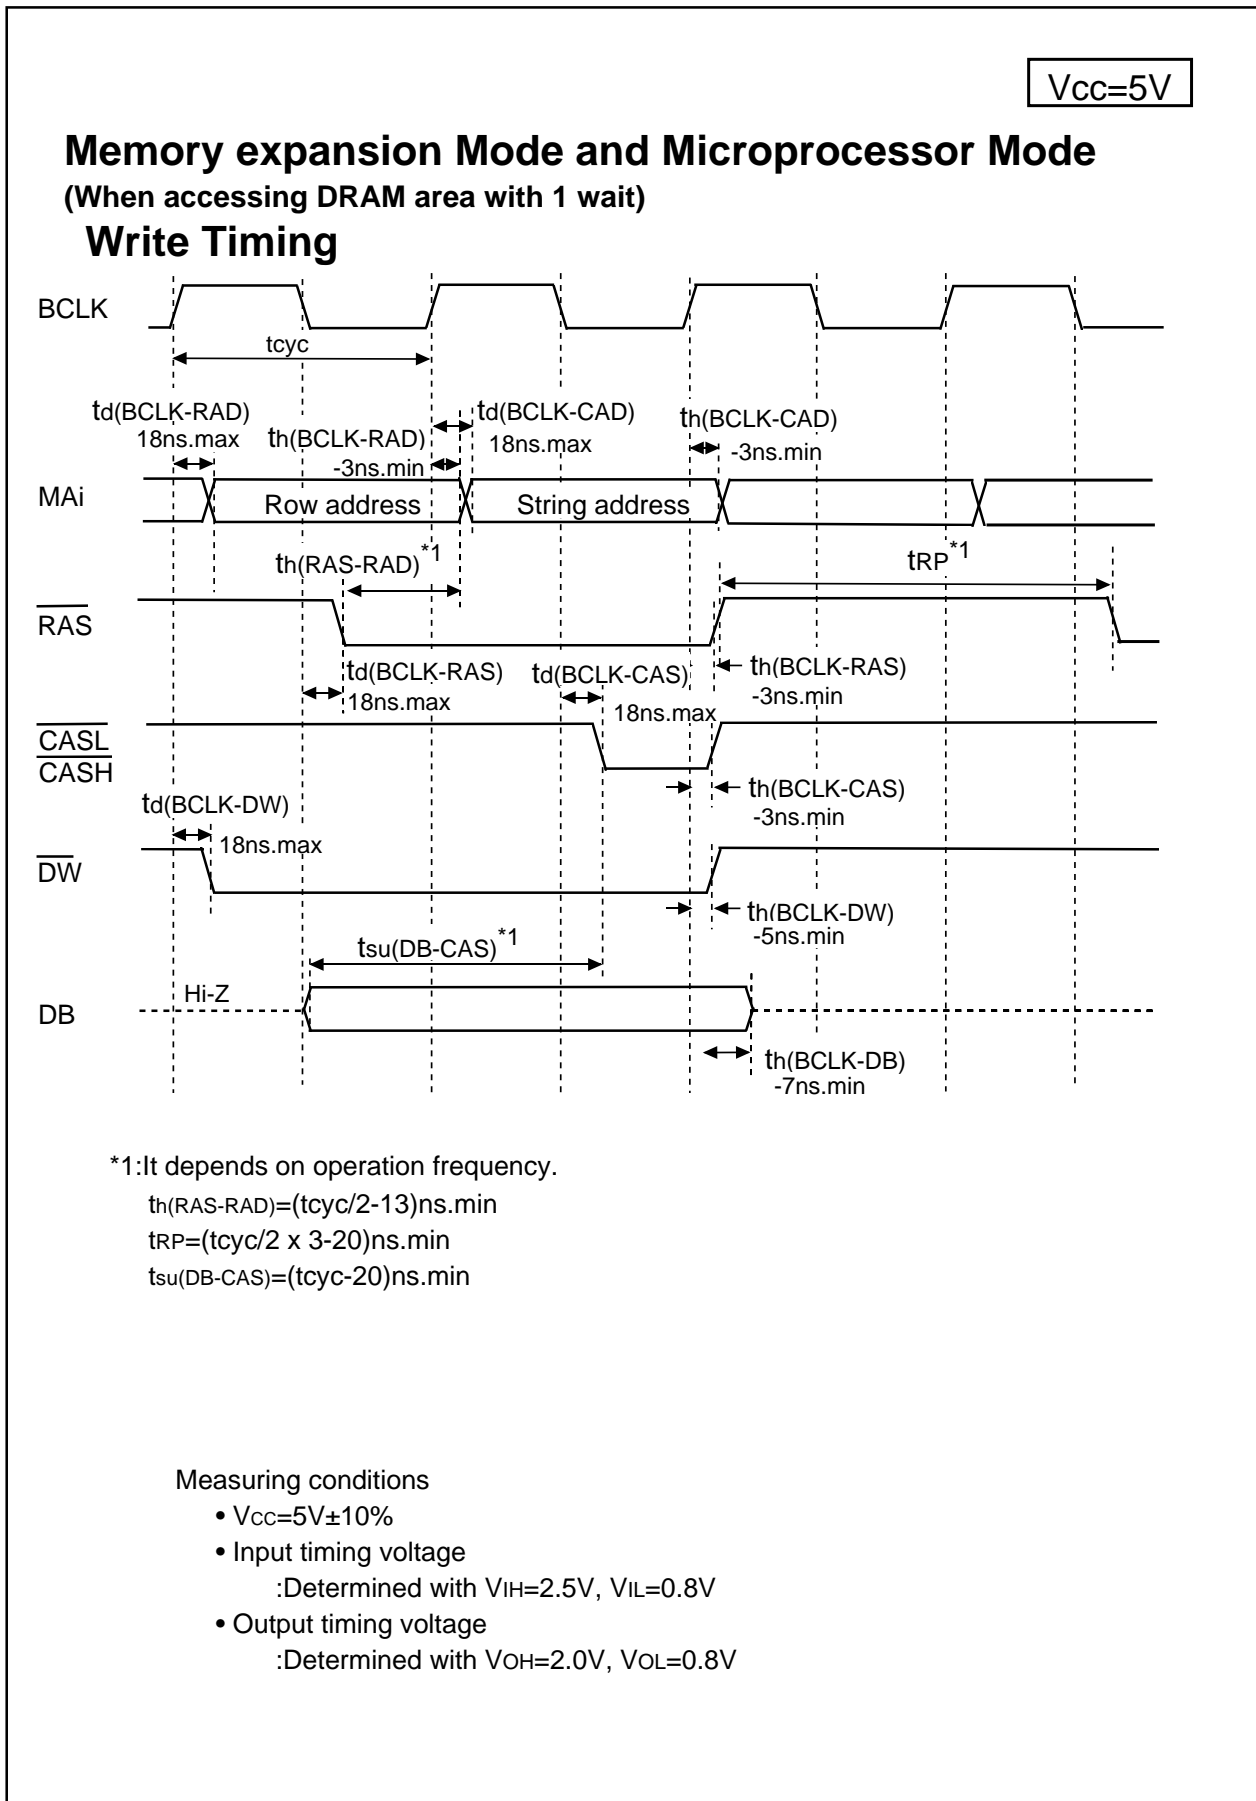 Vcc=5V
Memory expansion Mode and Microprocessor Mode
(When accessing DRAM area with 1 wait)
Write Timing
BCLK
tcyc
td(BCLK-RAD)
18ns.max
th(BCLK-RAD)
-3ns.min
td(BCLK-CAD)
18ns.max
th(BCLK-CAD)
-3ns.min
MAi
Row address
String address
th(RAS-RAD)*1
tRP*1
RAS
td(BCLK-RAS)
18ns.max
td(BCLK-CAS)
18ns.max
th(BCLK-RAS)
-3ns.min
CASL
CASH
th(BCLK-CAS)
-3ns.min
td(BCLK-DW)
18ns.max
DW
th(BCLK-DW)
-5ns.min
tsu(DB-CAS)*1
Hi-Z
DB
th(BCLK-DB)
-7ns.min
*1:It depends on operation frequency.
th(RAS-RAD)=(tcyc/2-13)ns.min
tRP=(tcyc/2 x 3-20)ns.min
tsu(DB-CAS)=(tcyc-20)ns.min
Measuring conditions
• VCC=5V±10%
• Input timing voltage
:Determined with VIH=2.5V, VIL=0.8V
• Output timing voltage
:Determined with VOH=2.0V, VOL=0.8V